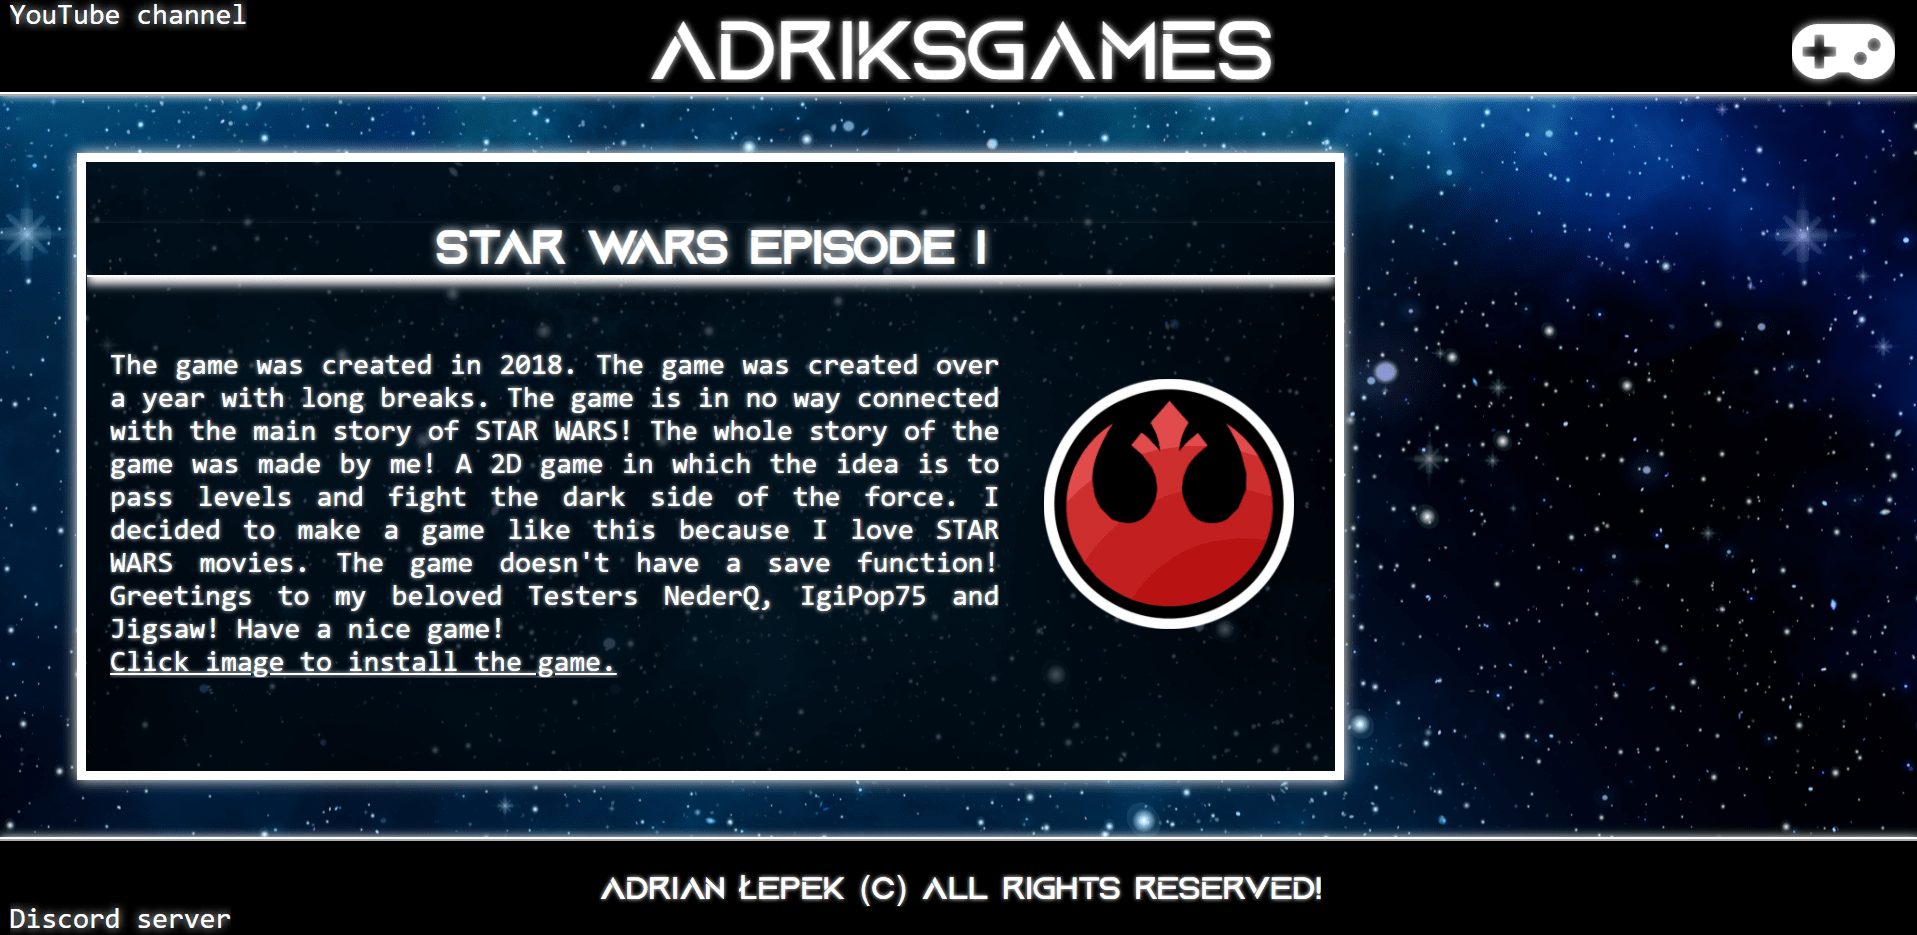 YouTube channel
ADRIKSGAMES
STAR WARS EPISODE I
The game was created in 2018. The game was created over
a year with long breaks. The game is in no way connected
with the main story of STAR WARS! The whole story of the
game was made by me! A 2D game in which the idea is to
pass levels and fight the dark side of the force. I
decided to make a game like this because I love STAR
WARS movies. The game doesn't have a save function!
Greetings to my beloved Testers NederQ, IgiPop75 and
Jigsaw! Have a nice game!
Click image to install the game.
ADRIAN ŁEPEK (C) ALL RIGHTS RESERVED!
Discord server